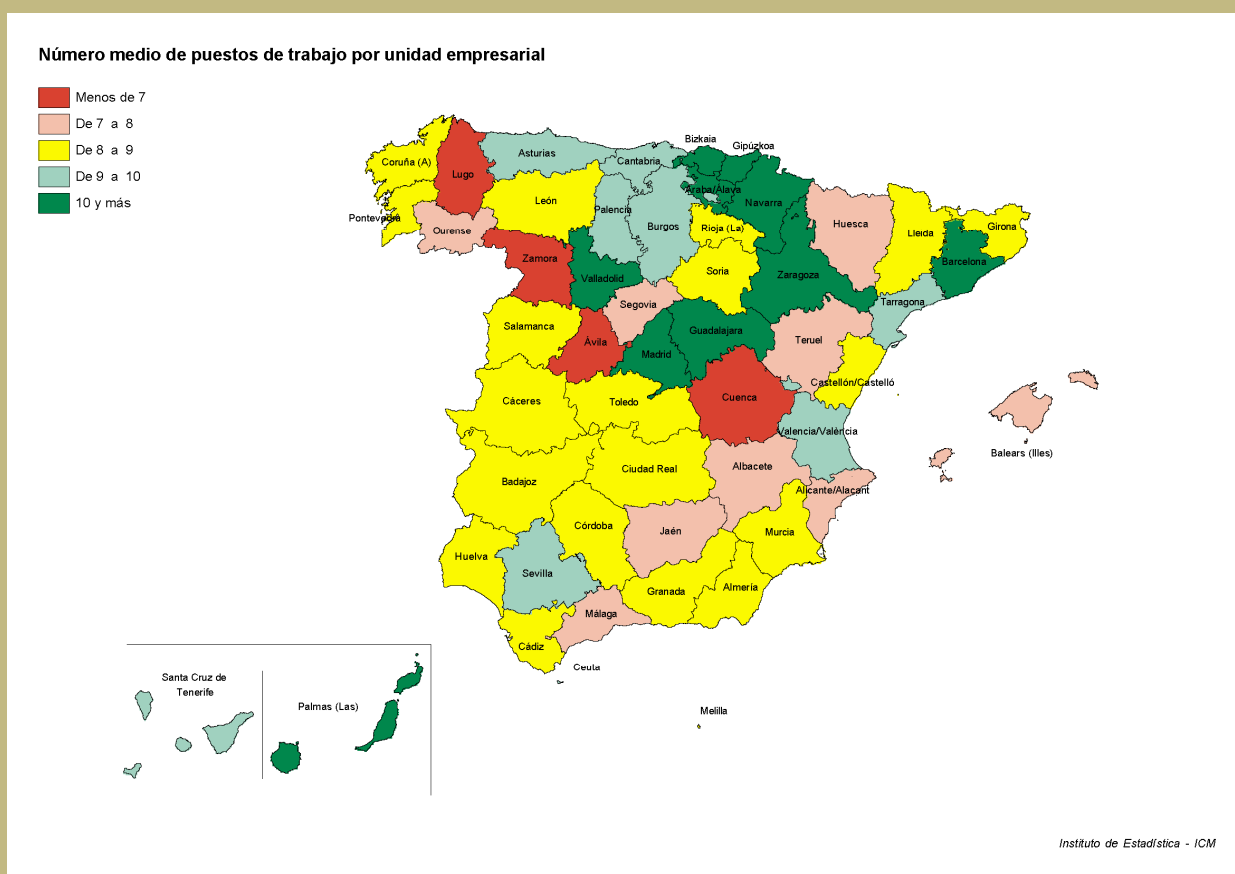 Número medio de puestos de trabajo por unidad empresarial
Menos de 7
De 7 a 8
De 8 a 9
De 9 a 10
10 y más
Bizkaia
Gipúzkoa
Asturias
Cantabria
Coruña (A)
Lugo
Araba/Álava
León
Navarra
Palencia
Pontevedra
Ourense
Burgos
Rioja (La)
Huesca
Lleida
Girona
Zamora
Barcelona
Soria
Zaragoza
Valladolid
Segovia
Tarragona
Salamanca
Guadalajara
Ávila
Madrid
Teruel
Castellón/Castelló
Cuenca
Cáceres
Toledo
Valencia/València
Balears (Illes)
Ciudad Real
Albacete
Badajoz
Alicante/Alacant
Córdoba
Jaén
Murcia
Huelva
Sevilla
Granada
Almería
Málaga
Cádiz
Ceuta
Santa Cruz de
Tenerife
Palmas (Las)
Melilla
Instituto de Estadística - ICM